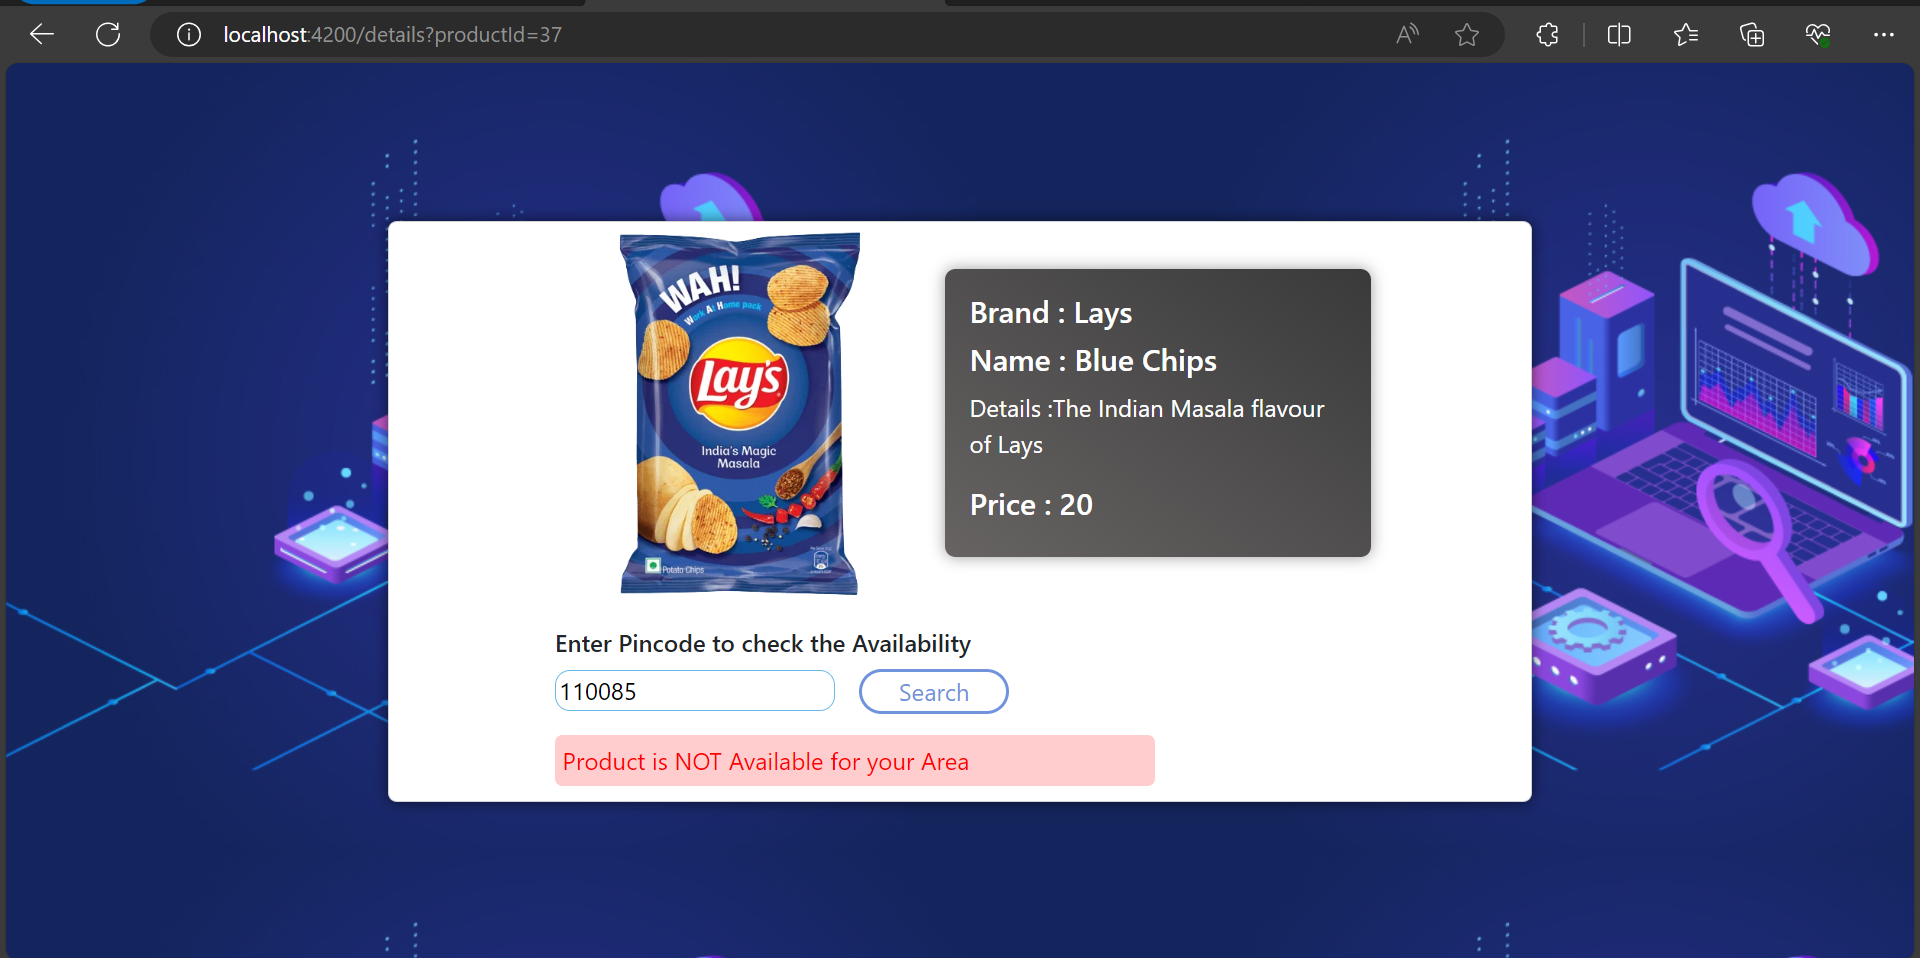 localhost:4200/details?productId=37
WAH!
Work At Home pack
Lay's
India's Magic
Masala
Potato Chips
Brand : Lays
Name : Blue Chips
Details :The Indian Masala flavour
of Lays
Price : 20
Enter Pincode to check the Availability
110085
Search
Product is NOT Available for your Area